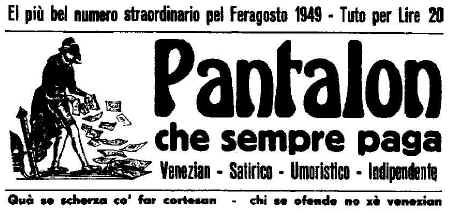 El più bel numero straordinario pel Feragosto 1949 - Tuto per Lire 20
Pantalon
che sempre paga
Venezian - Satirico - Umoristico - Indipendente
Quà se scherza co' far cortesan - chi se ofende no xè venezian